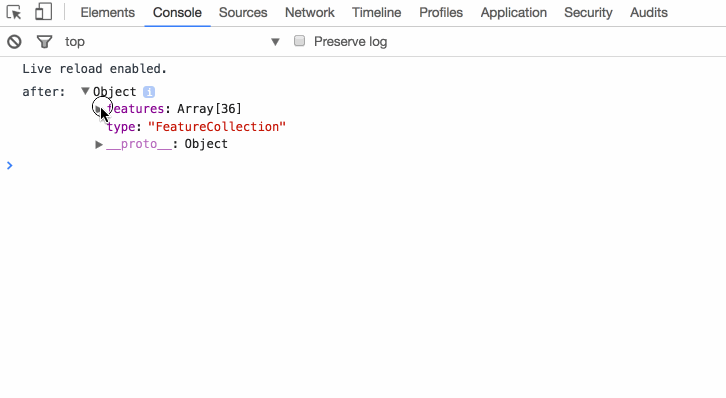 Elements Console Sources Network Timeline Profiles Application Security Audits
top Preserve log
Live reload enabled.
after: Object i
features: Array[36]
type: "FeatureCollection"
__proto__: Object